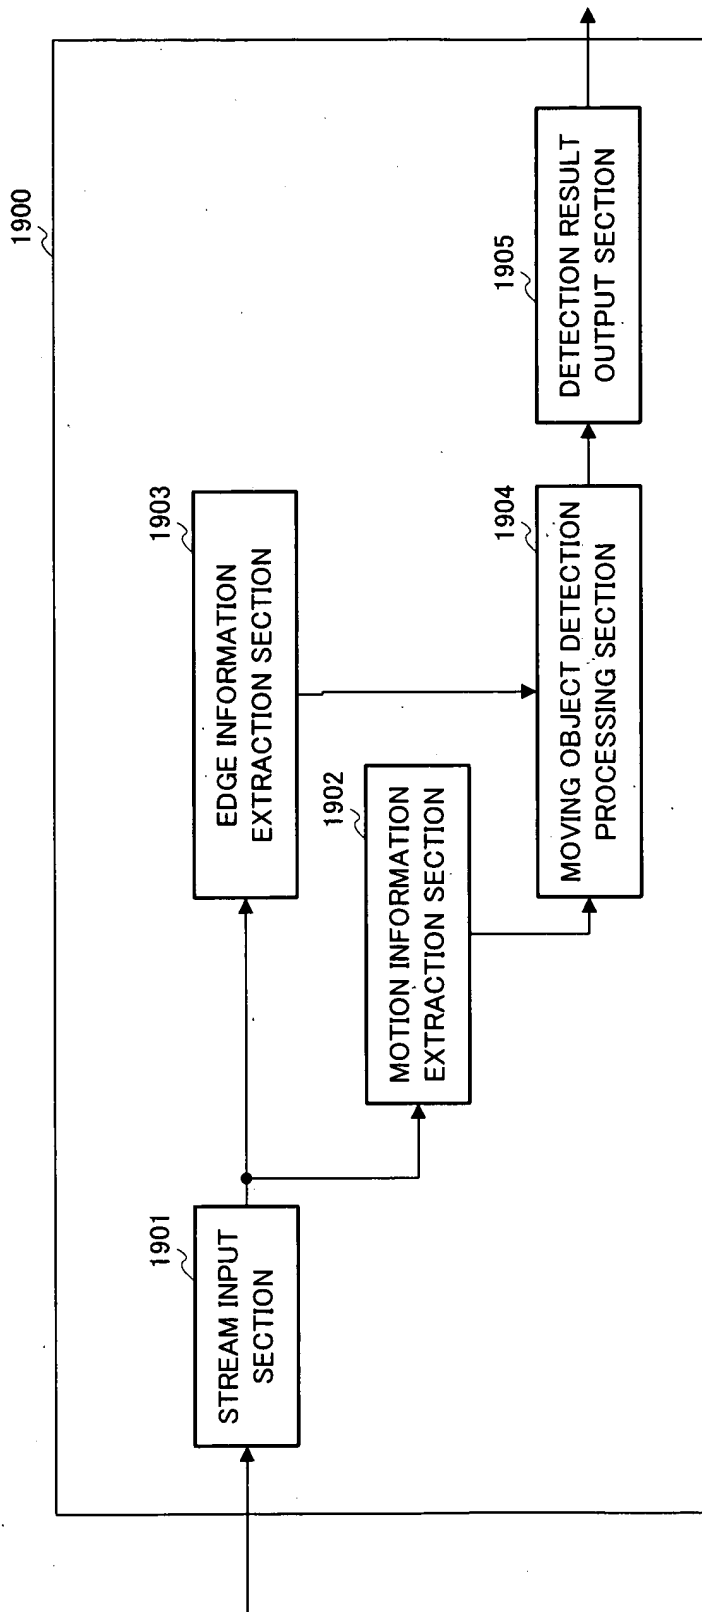 1900
1901
STREAM INPUT
SECTION
1903
EDGE INFORMATION
EXTRACTION SECTION
1902
MOTION INFORMATION
EXTRACTION SECTION
1904
MOVING OBJECT DETECTION
PROCESSING SECTION
1905
DETECTION RESULT
OUTPUT SECTION